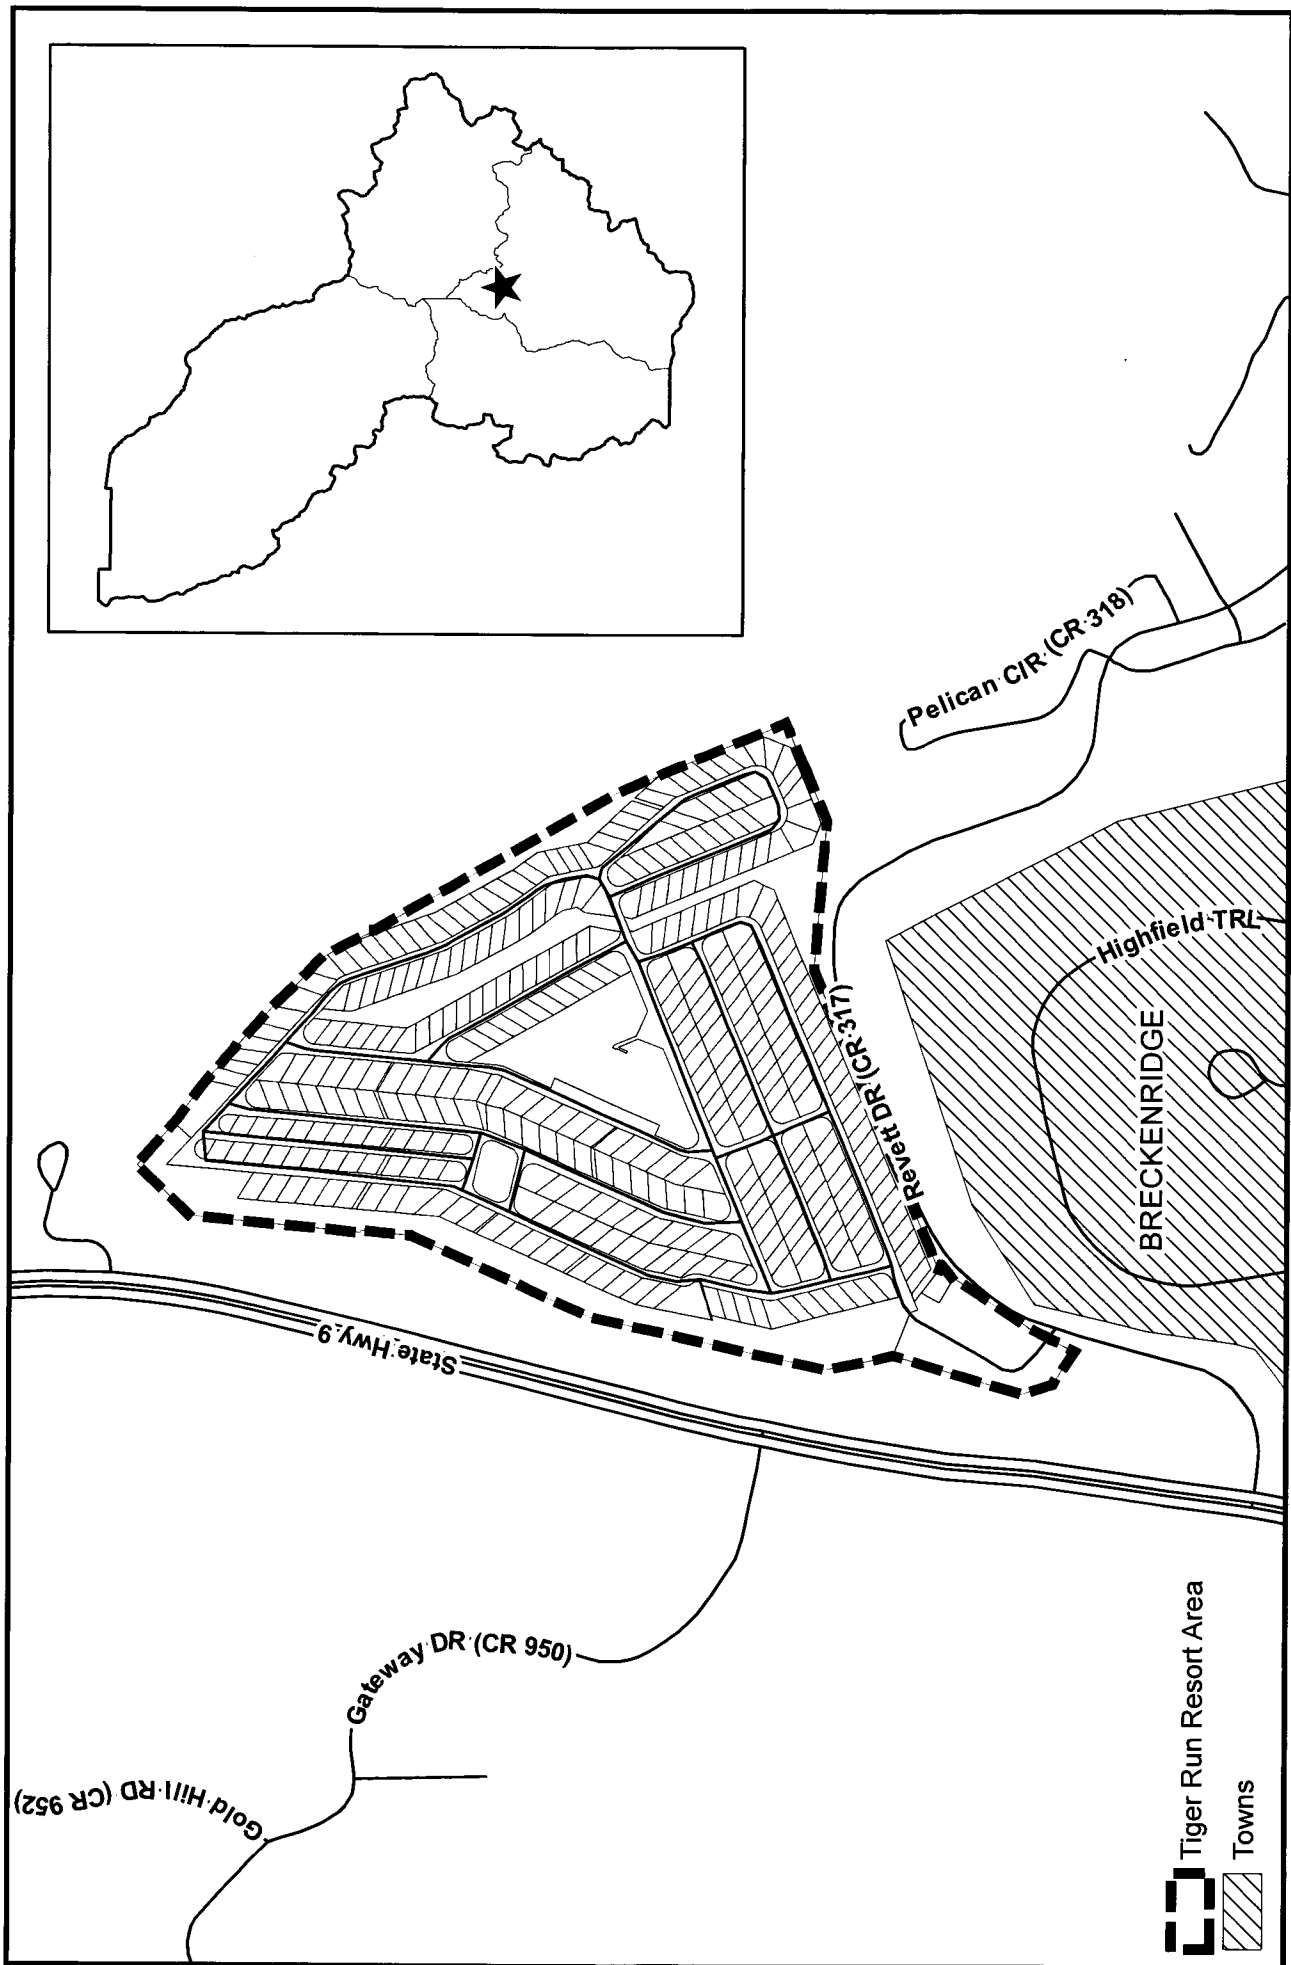 Pelican CIR (CR 318)
Highfield TRL
BRECKENRIDGE
Revett DR (CR 317)
State Hwy 9
Gateway DR (CR 950)
Gold Hill RD (CR 952)
Tiger Run Resort Area
Towns